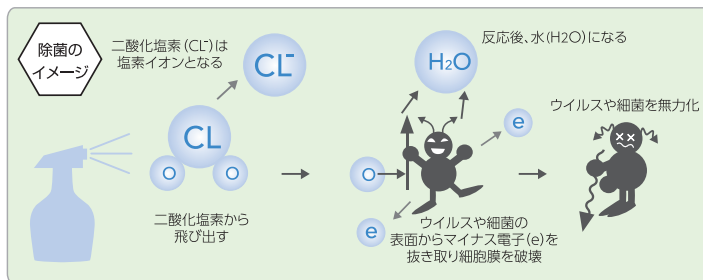 除菌の
イメージ
二酸化塩素(CL⁻)は
塩素イオンとなる
CL⁻
CL
O
O
二酸化塩素から
飛び出す
反応後、水(H2O)になる
H2O
e
O
e
ウイルスや細菌の
表面からマイナス電子(e)を
抜き取り細胞膜を破壊
ウイルスや細菌を無力化